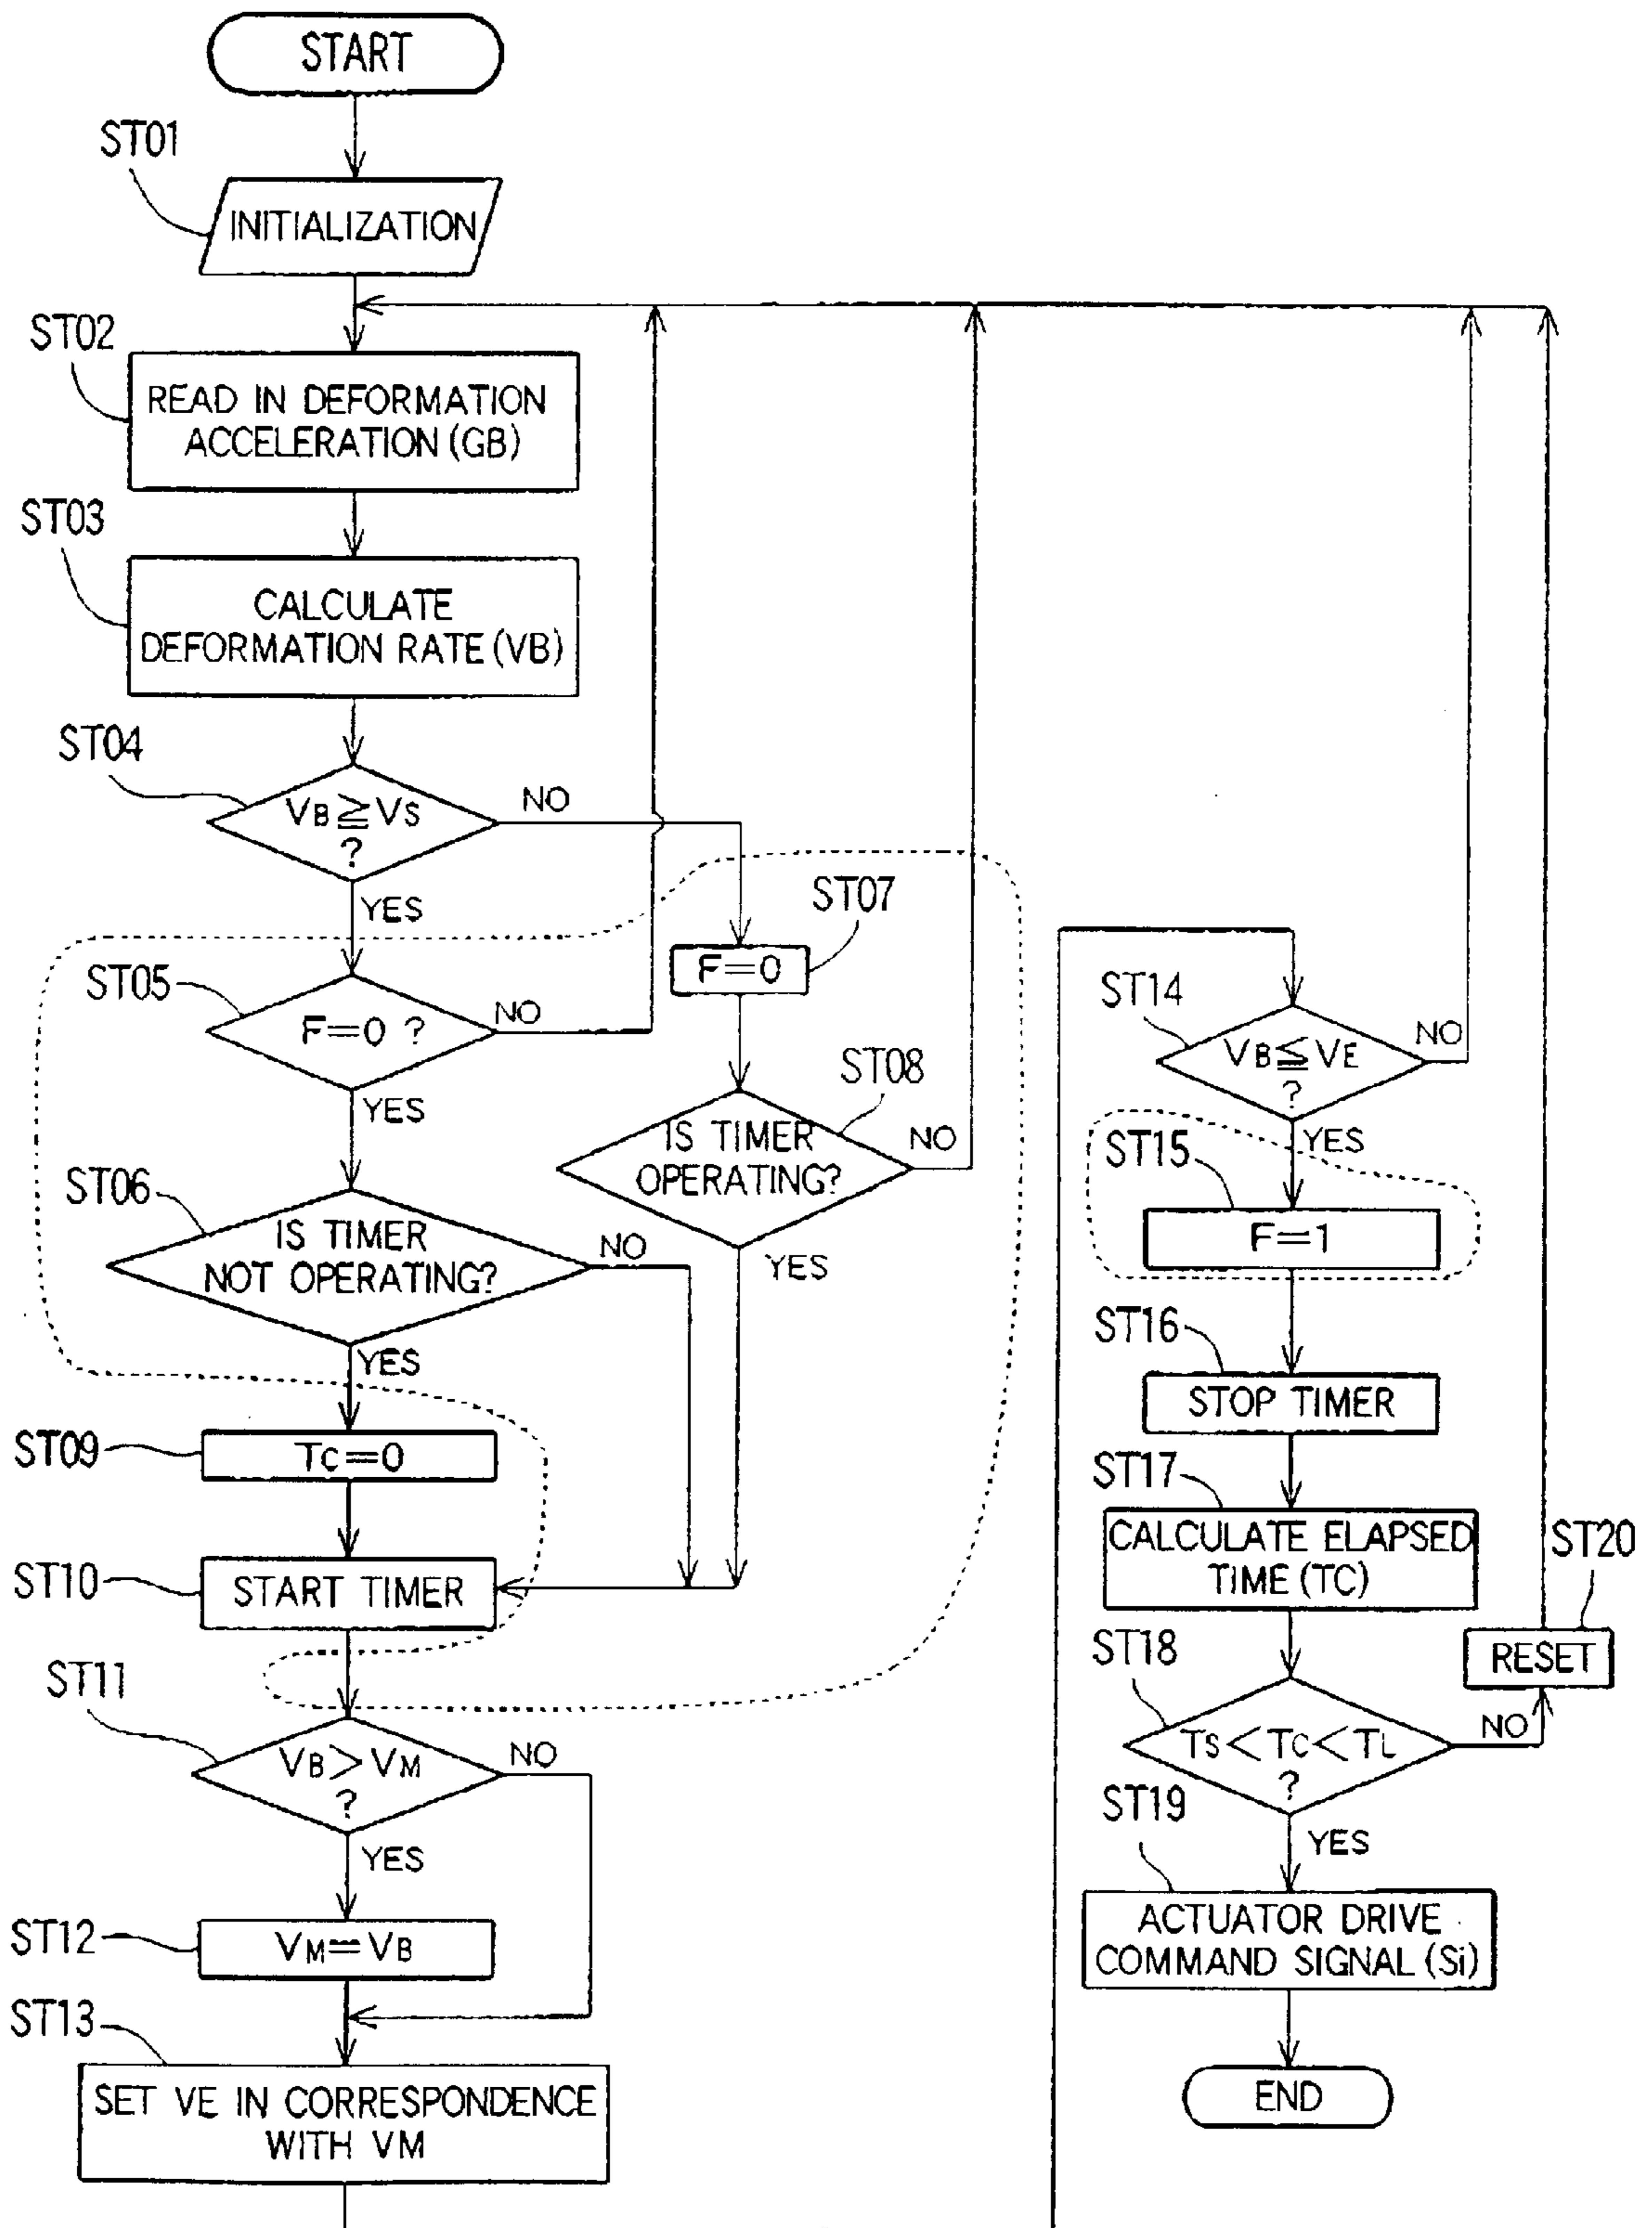 START
ST01
INITIALIZATION
ST02
READ IN DEFORMATION
ACCELERATION (GB)
ST03
CALCULATE
DEFORMATION RATE (VB)
ST04
VB≧VS
?
NO
YES
ST05
F=0 ?
NO
YES
ST07
F=0
ST08
IS TIMER
OPERATING?
NO
YES
ST06
IS TIMER
NOT OPERATING?
NO
YES
ST09
TC=0
ST10
START TIMER
ST11
VB>VM
?
NO
YES
ST12
VM=VB
ST13
SET VE IN CORRESPONDENCE
WITH VM
ST14
VB≦VE
?
NO
YES
ST15
F=1
ST16
STOP TIMER
ST17
CALCULATE ELAPSED
TIME (TC)
ST18
TS<TC<TL
?
NO
YES
ST20
RESET
ST19
ACTUATOR DRIVE
COMMAND SIGNAL (Si)
END